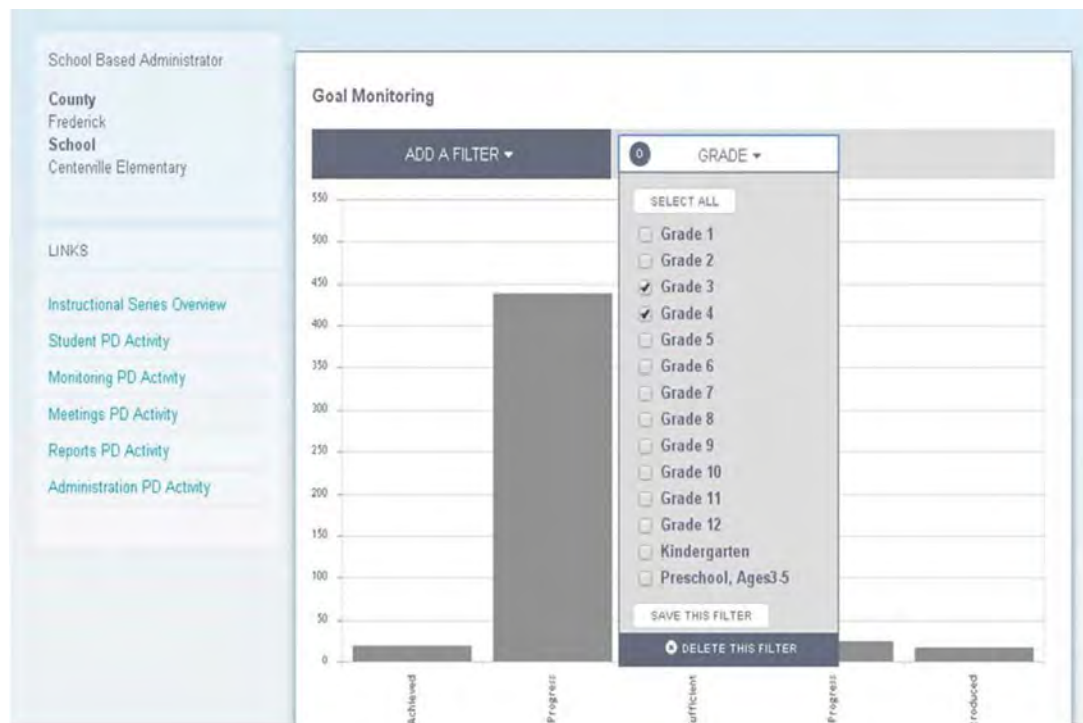 School Based Administrator
County
Frederick
School
Centerville Elementary
LINKS
Instructional Series Overview
Student PD Activity
Monitoring PD Activity
Meetings PD Activity
Reports PD Activity
Administration PD Activity
Goal Monitoring
ADD A FILTER
0 GRADE
SELECT ALL
Grade 1
Grade 2
Grade 3
Grade 4
Grade 5
Grade 6
Grade 7
Grade 8
Grade 9
Grade 10
Grade 11
Grade 12
Kindergarten
Preschool, Ages3-5
SAVE THIS FILTER
DELETE THIS FILTER
550
500
450
400
350
300
250
200
150
100
50
0
Achieved
Progress
ufficient
Progress
roduced